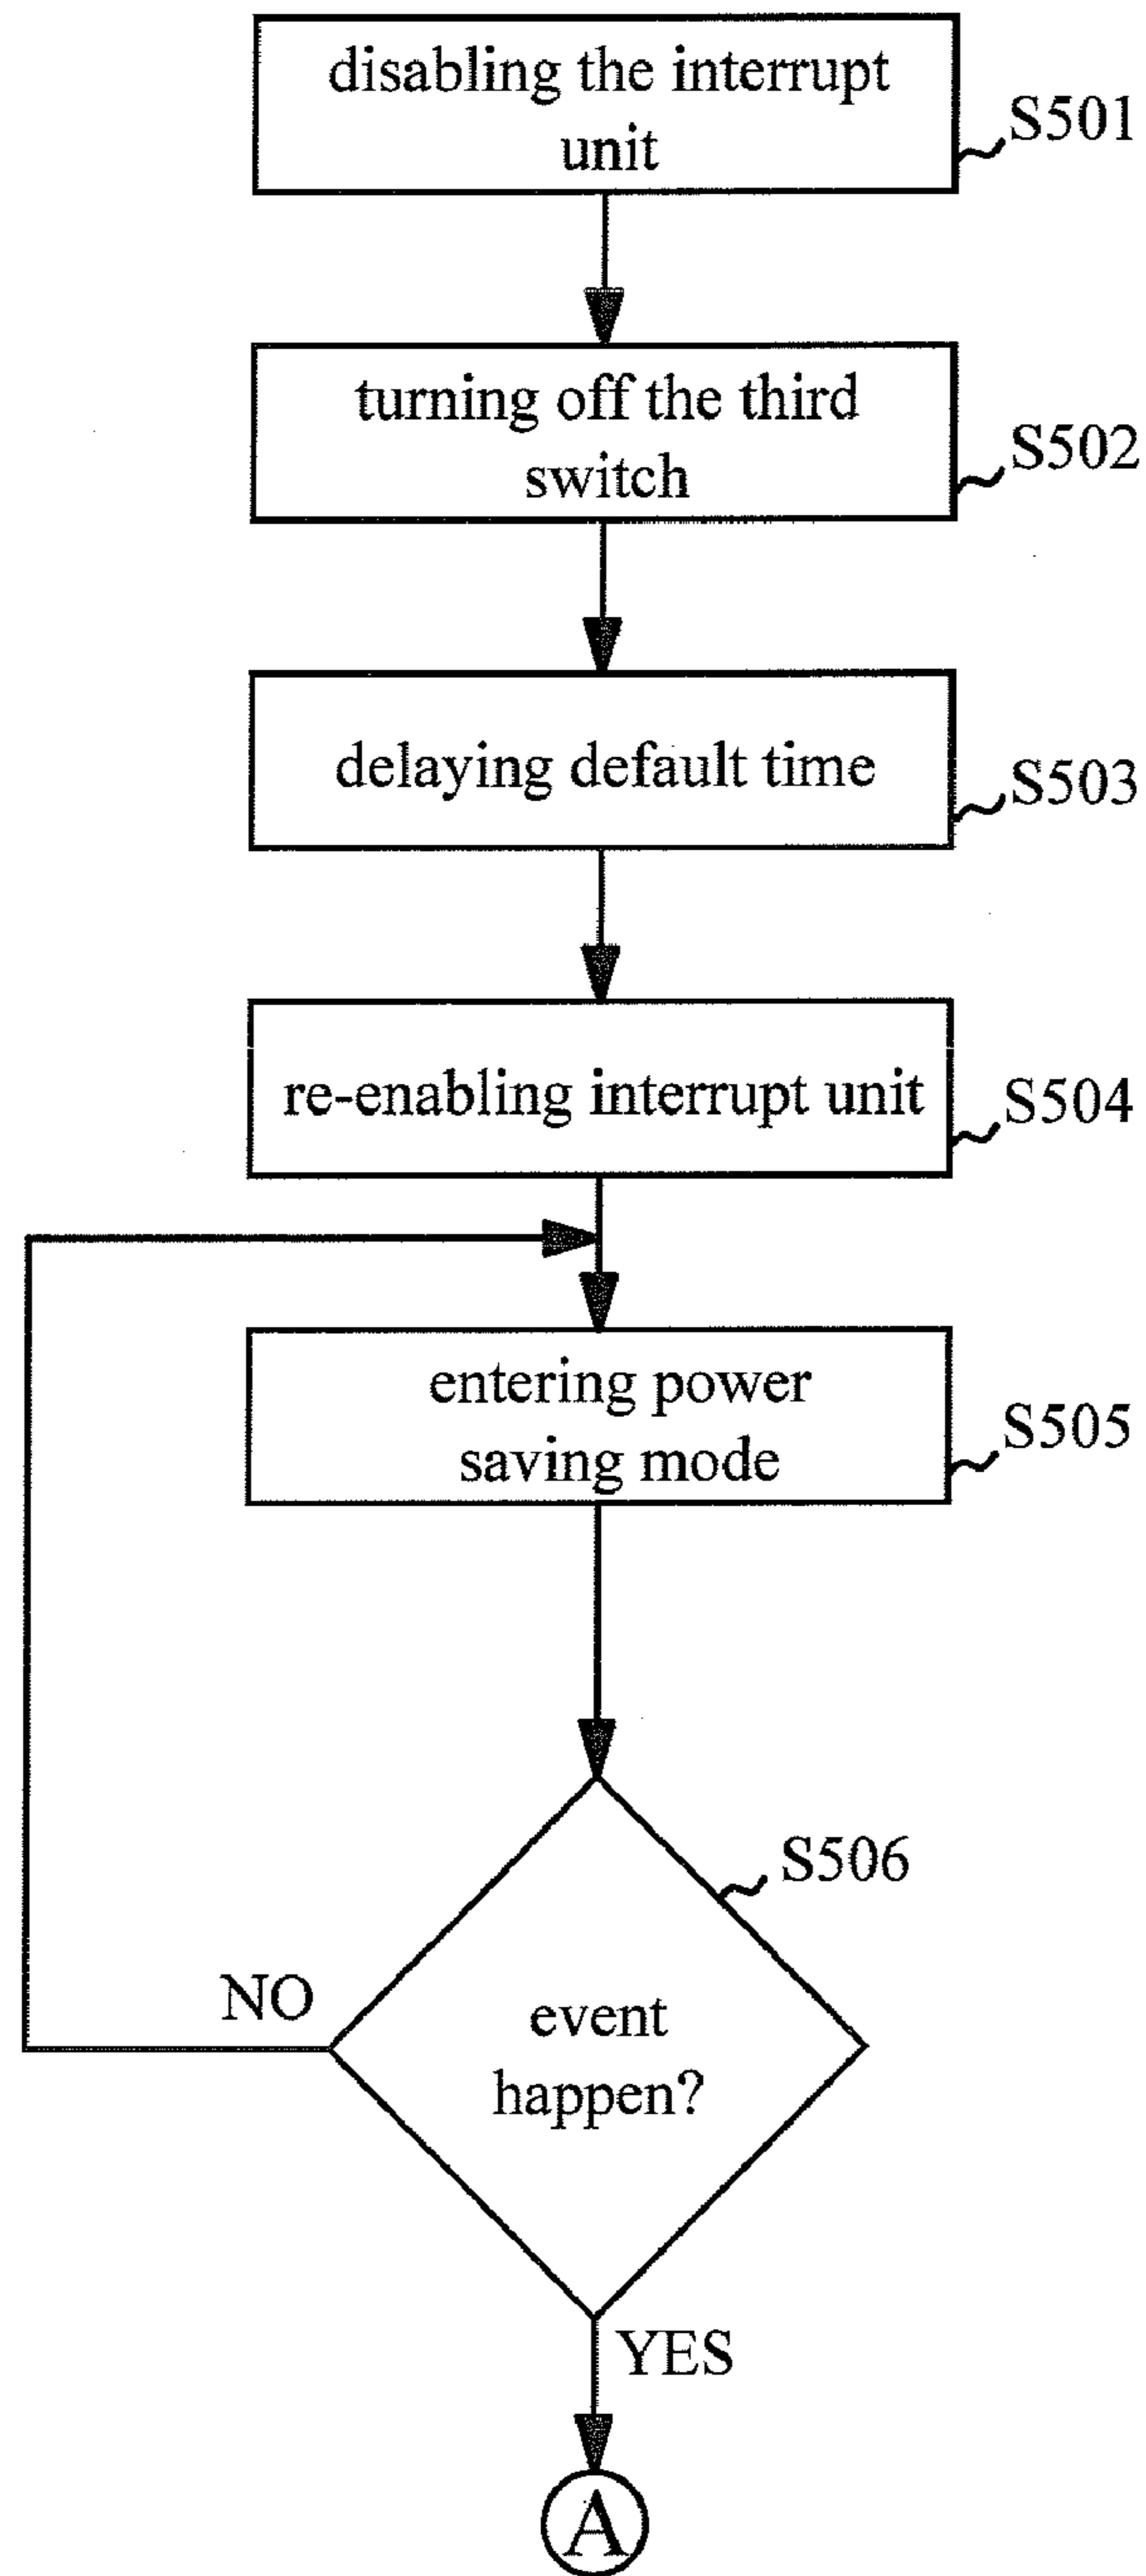 disabling the interrupt
unit
S501
turning off the third
switch
S502
delaying default time
S503
re-enabling interrupt unit
S504
entering power
saving mode
S505
S506
event
happen?
NO
YES
A